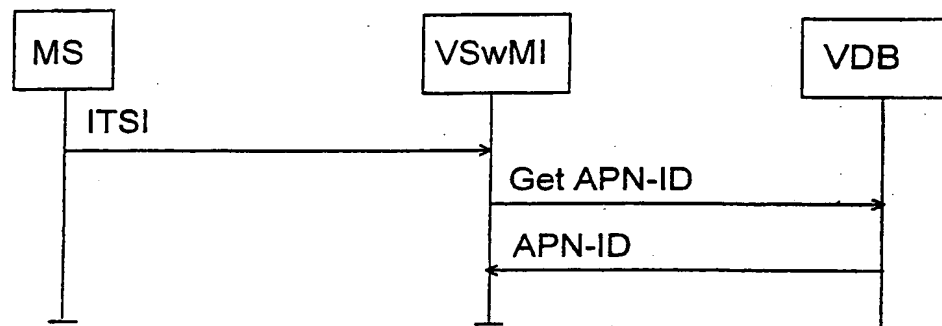 MS
VSwMI
VDB
ITSI
Get APN-ID
APN-ID